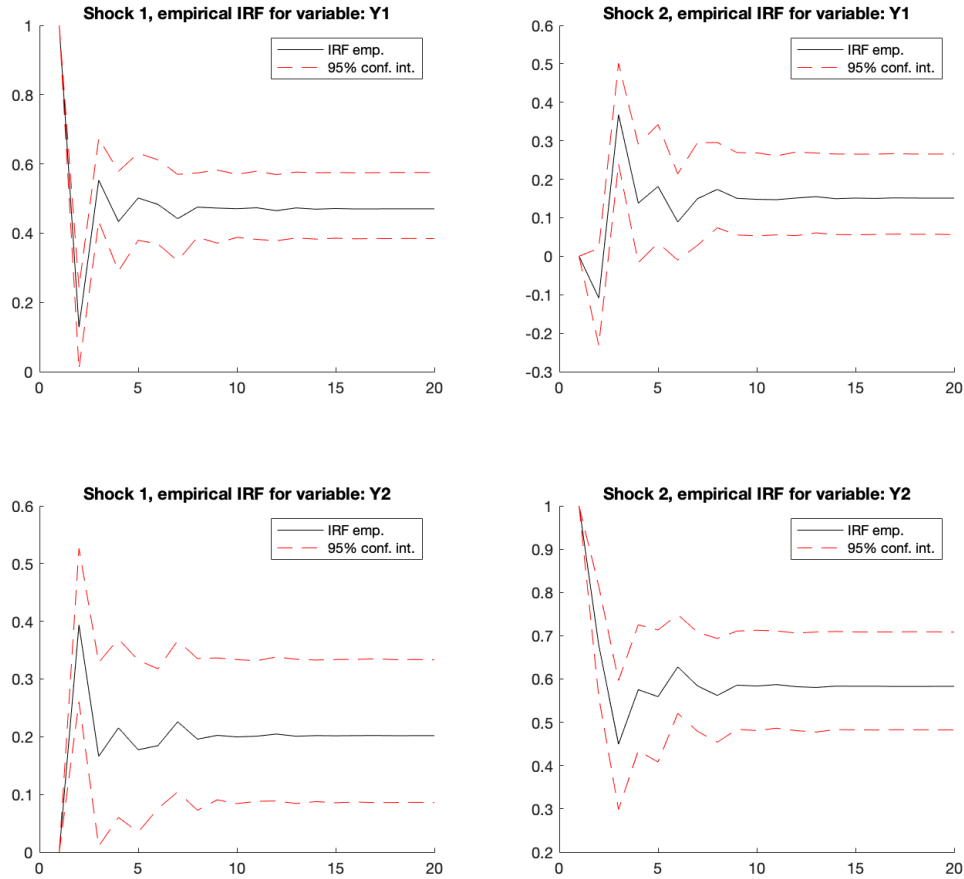 Shock 1, empirical IRF for variable: Y1
IRF emp.
95% conf. int.
1
0.8
0.6
0.4
0.2
0
0 5 10 15 20
Shock 2, empirical IRF for variable: Y1
IRF emp.
95% conf. int.
0.6
0.5
0.4
0.3
0.2
0.1
0
-0.1
-0.2
-0.3
0 5 10 15 20
Shock 1, empirical IRF for variable: Y2
IRF emp.
95% conf. int.
0.6
0.5
0.4
0.3
0.2
0.1
0
0 5 10 15 20
Shock 2, empirical IRF for variable: Y2
IRF emp.
95% conf. int.
1
0.9
0.8
0.7
0.6
0.5
0.4
0.3
0.2
0 5 10 15 20